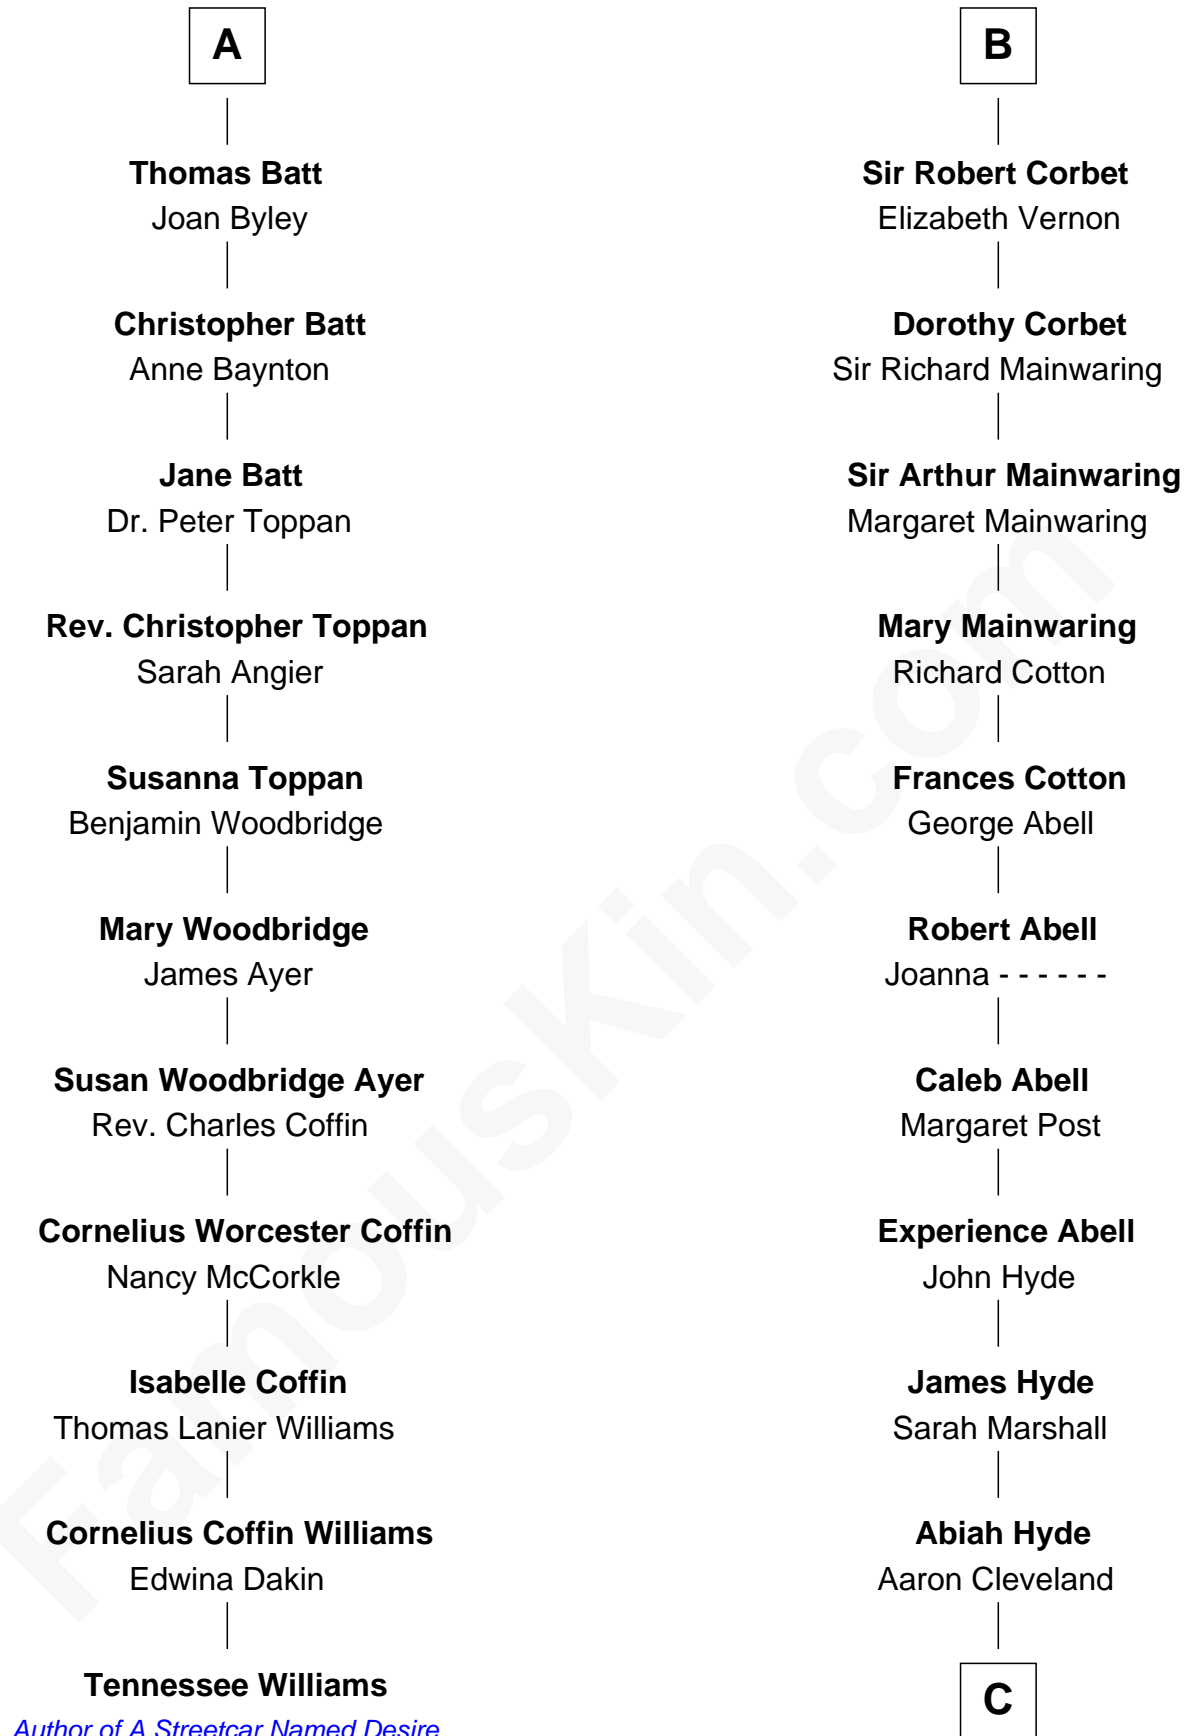 A
Thomas Batt
Joan Byley
Christopher Batt
Anne Baynton
Jane Batt
Dr. Peter Toppan
Rev. Christopher Toppan
Sarah Angier
Susanna Toppan
Benjamin Woodbridge
Mary Woodbridge
James Ayer
Susan Woodbridge Ayer
Rev. Charles Coffin
Cornelius Worcester Coffin
Nancy McCorkle
Isabelle Coffin
Thomas Lanier Williams
Cornelius Coffin Williams
Edwina Dakin
Tennessee Williams
Author of A Streetcar Named Desire
B
Sir Robert Corbet
Elizabeth Vernon
Dorothy Corbet
Sir Richard Mainwaring
Sir Arthur Mainwaring
Margaret Mainwaring
Mary Mainwaring
Richard Cotton
Frances Cotton
George Abell
Robert Abell
Joanna - - - - - -
Caleb Abell
Margaret Post
Experience Abell
John Hyde
James Hyde
Sarah Marshall
Abiah Hyde
Aaron Cleveland
C
FamousKin.com